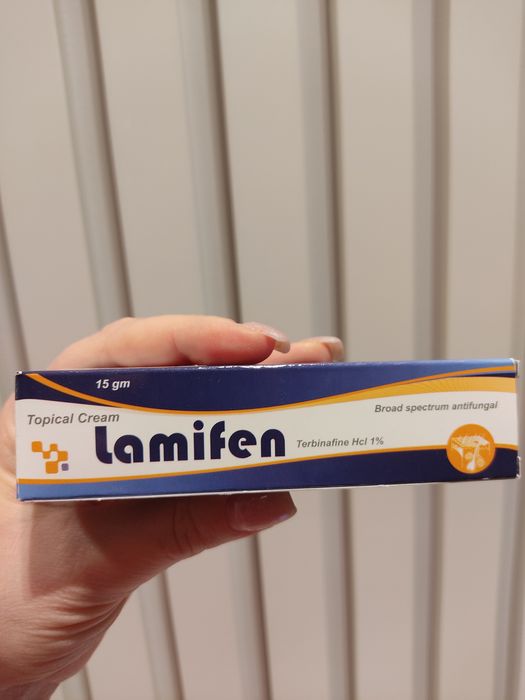 15 gm
Topical Cream
Broad spectrum antifungal
Lamifen
Terbinafine Hcl 1%